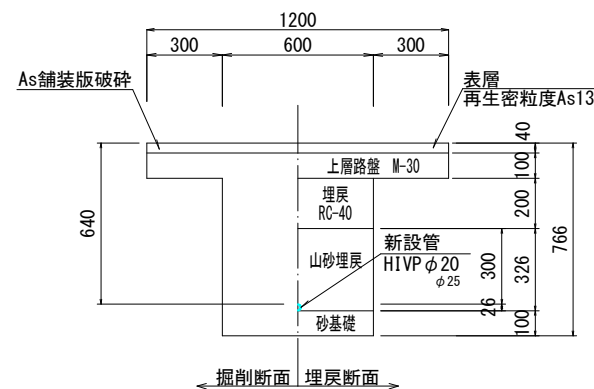 1200
300
600
300
As舗装版破砕
表層
再生密粒度As13
40
上層路盤 M-30
100
埋戻
RC-40
200
640
766
新設管
HIVPφ20
φ25
山砂埋戻
300
326
26
砂基礎
100
掘削断面
埋戻断面